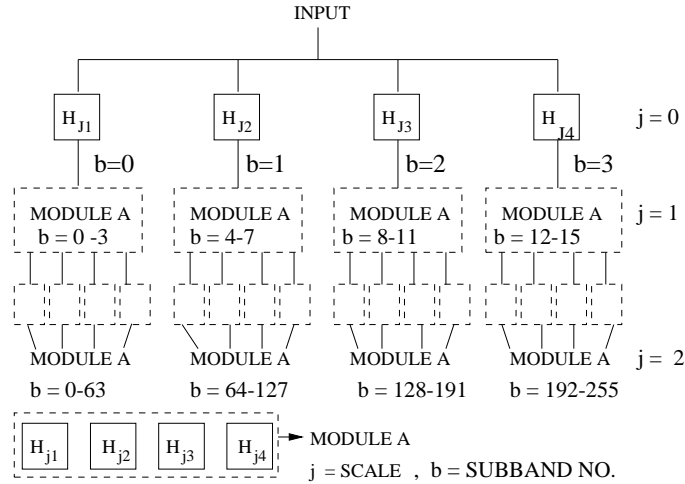 INPUT
H_J1 H_J2 H_J3 H_J4 j = 0
b=0 b=1 b=2 b=3
MODULE A MODULE A MODULE A MODULE A j = 1
b = 0 -3 b = 4-7 b = 8-11 b = 12-15
MODULE A MODULE A MODULE A MODULE A j = 2
b = 0-63 b = 64-127 b = 128-191 b = 192-255
H_j1 H_j2 H_j3 H_j4 MODULE A
j = SCALE , b = SUBBAND NO.